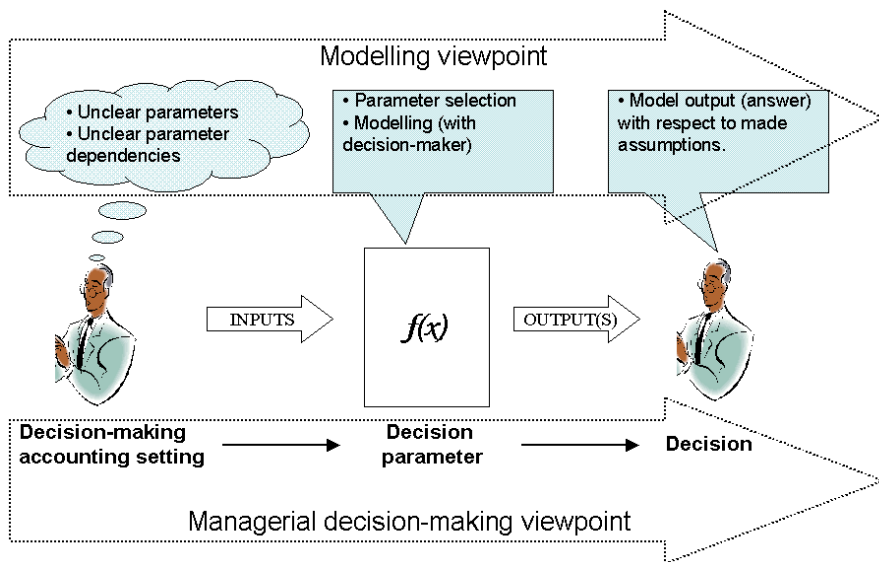 Modelling viewpoint
• Unclear parameters
• Unclear parameter
dependencies
• Parameter selection
• Modelling (with
decision-maker)
• Model output (answer)
with respect to made
assumptions.
INPUTS
f(x)
OUTPUT(S)
Decision-making
accounting setting
Decision
parameter
Decision
Managerial decision-making viewpoint